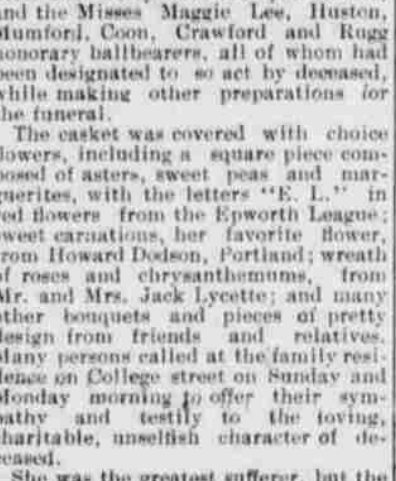 and the Misses Maggie Lee, Huston,
Mumford, Coon, Crawford and Rugg
honorary ballbearers, all of whom had
been designated to so act by deceased,
while making other preparations for
the funeral.
The casket was covered with choice
flowers, including a square piece com-
posed of asters, sweet peas and mar-
guerites, with the letters "E. L." in
red flowers from the Epworth League;
sweet carnations, her favorite flower,
from Howard Dodson, Portland; wreath
of roses and chrysanthemums, from
Mr. and Mrs. Jack Lycette; and many
other bouquets and pieces of pretty
design from friends and relatives.
Many persons called at the family resi-
dence on College street on Sunday and
Monday morning to offer their sym-
pathy and testily to the loving,
charitable, unselfish character of de-
ceased.
She was the greatest sufferer, but the